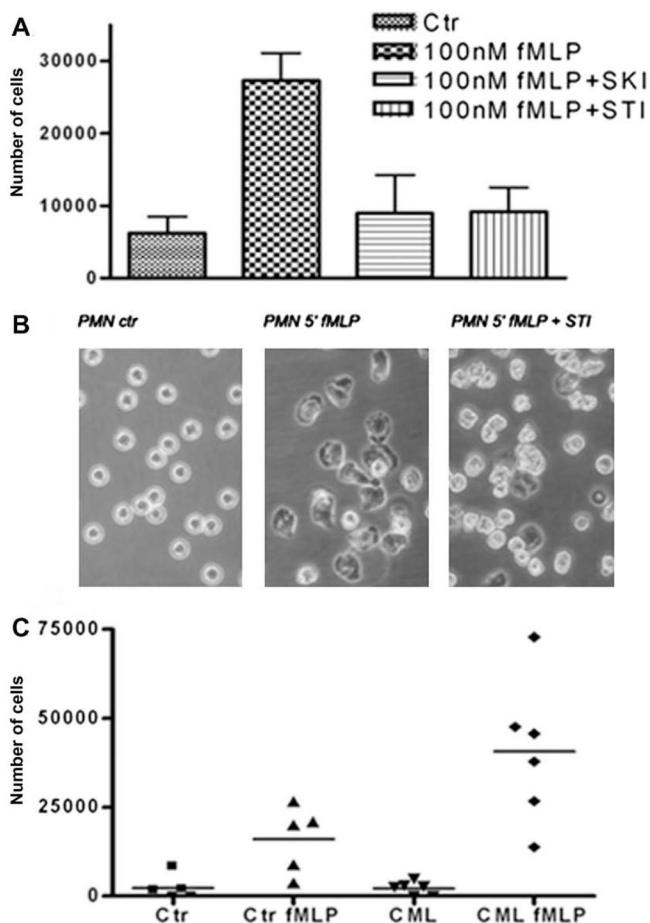 A
Number of cells
30000
20000
10000
0
Ctr
100nM fMLP
100nM fMLP+SKI
100nM fMLP+STI
B
PMN ctr
PMN 5' fMLP
PMN 5' fMLP + STI
C
Number of cells
75000
50000
25000
0
Ctr
Ctr fMLP
CML
CML fMLP